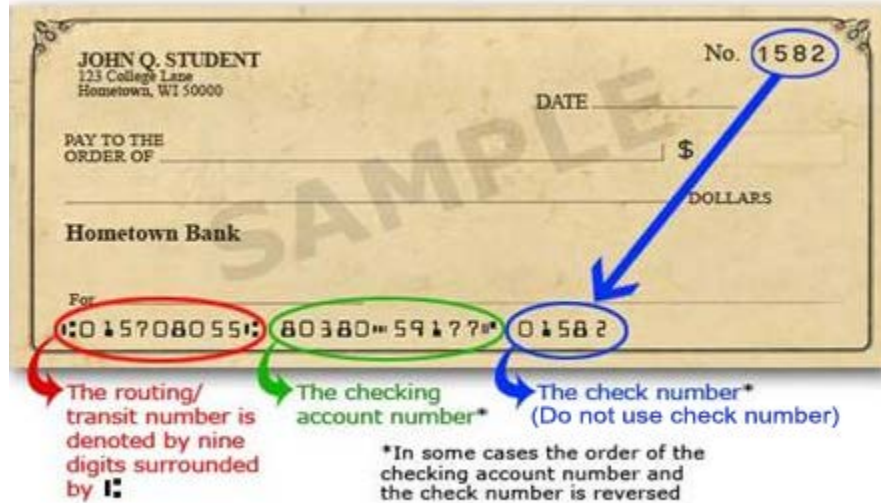 JOHN Q. STUDENT
123 College Lane
Hometown, WI 50000
No. 1582
DATE
PAY TO THE
ORDER OF
$
DOLLARS
SAMPLE
Hometown Bank
For
⑆015708055⑆ 80380⑉59177⑈ 01582
The routing/
transit number is
denoted by nine
digits surrounded
by ⑆
The checking
account number*
The check number*
(Do not use check number)
*In some cases the order of the
checking account number and
the check number is reversed